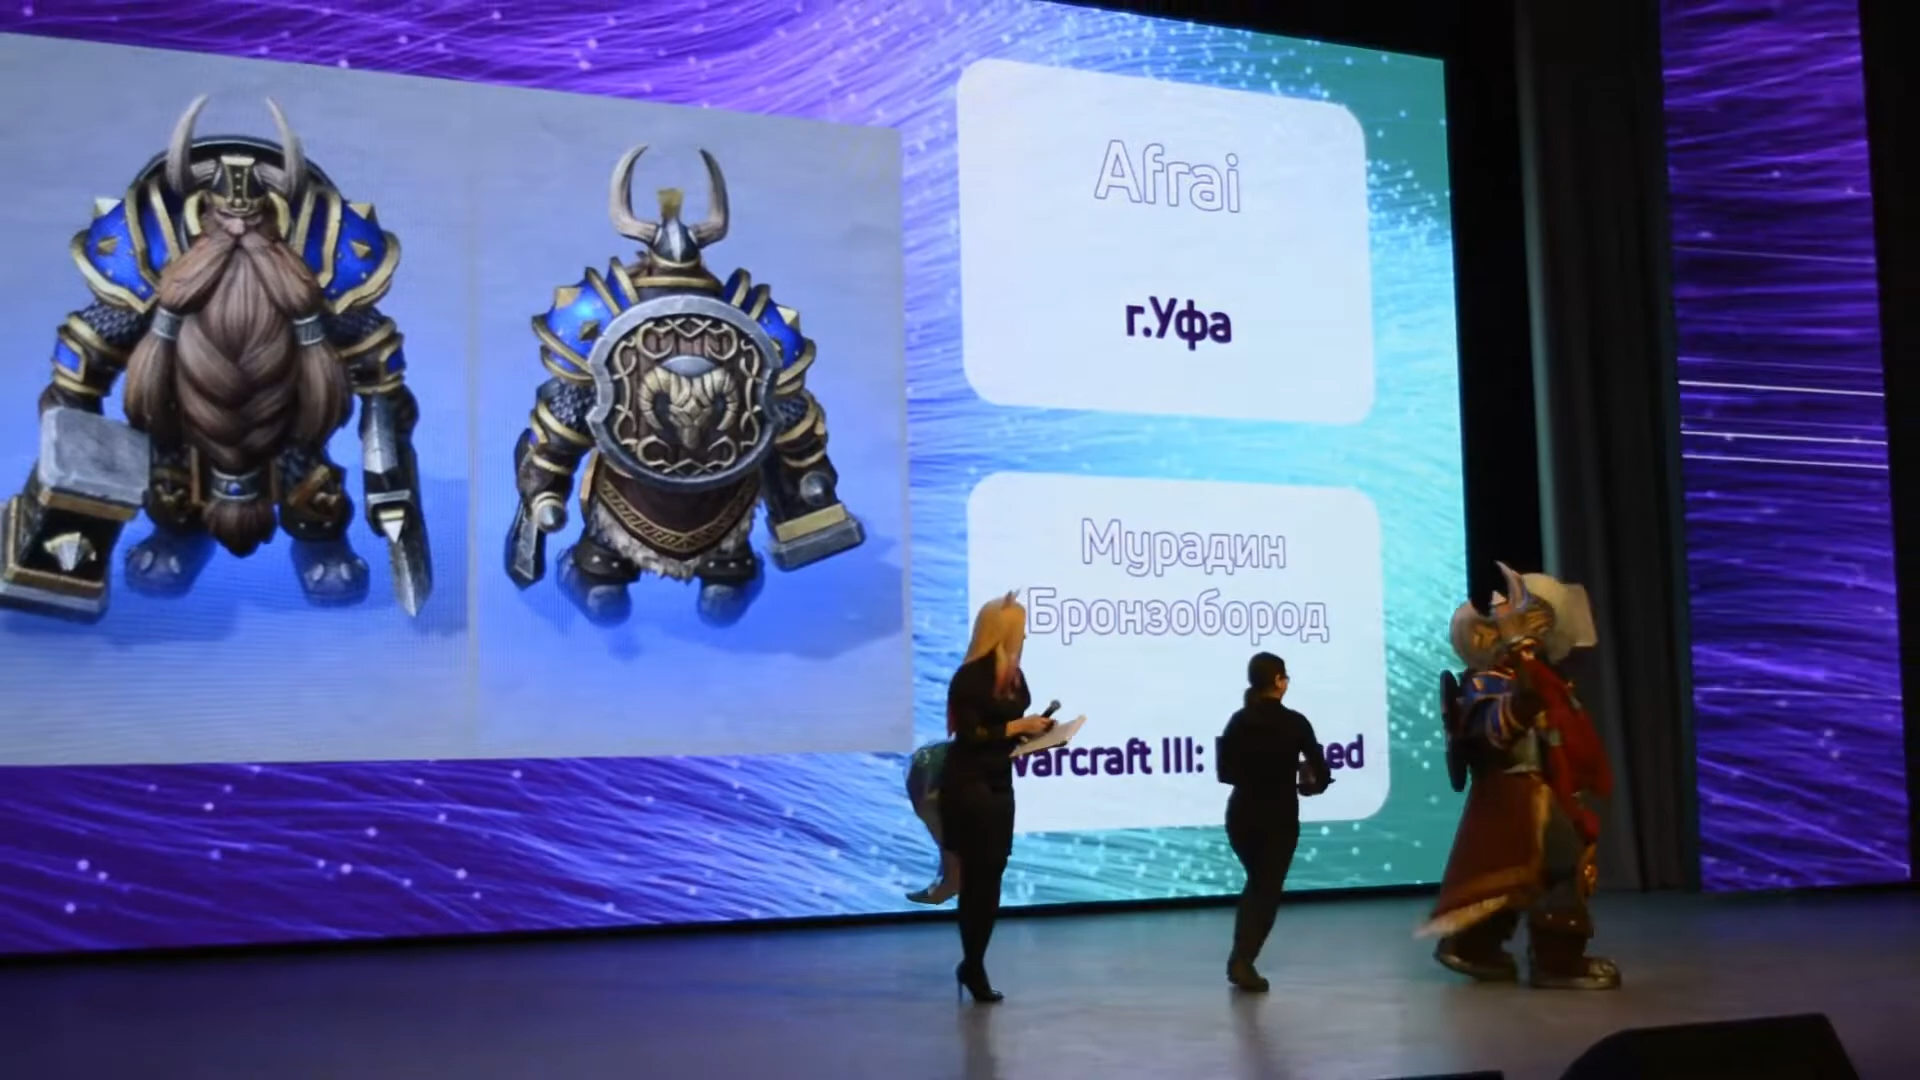 Afrai
г.Уфа
Мурадин
Бронзобород
Warcraft III: